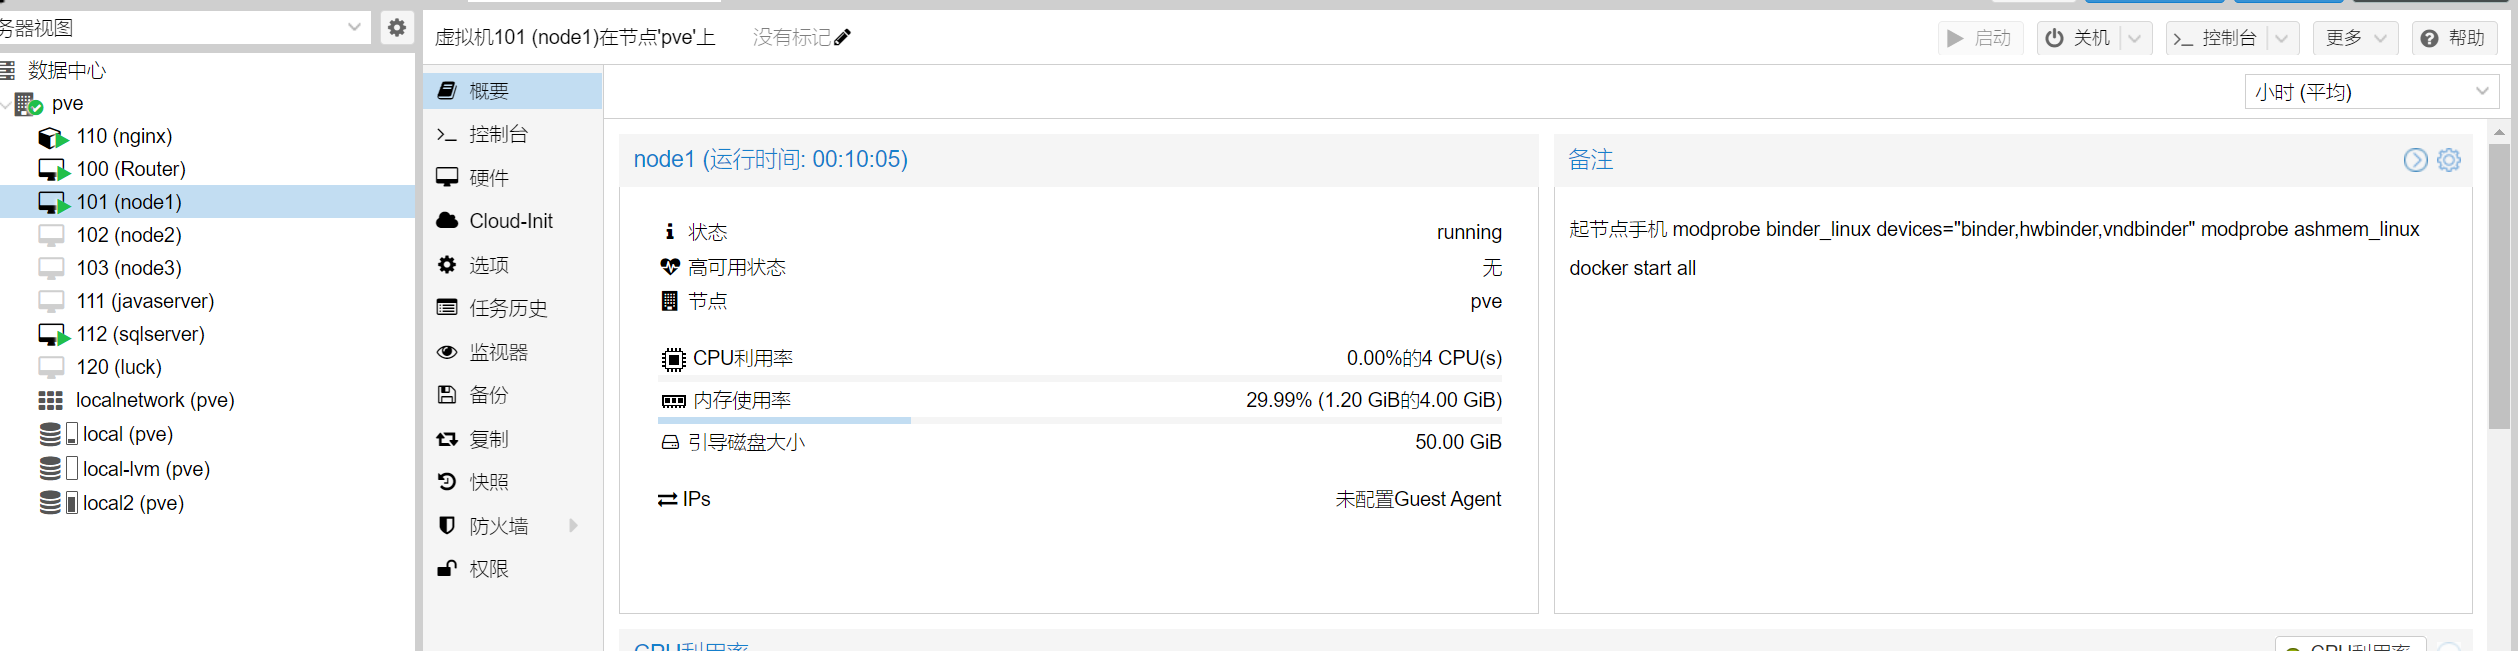 务器视图
数据中心
pve
110 (nginx)
100 (Router)
101 (node1)
102 (node2)
103 (node3)
111 (javaserver)
112 (sqlserver)
120 (luck)
localnetwork (pve)
local (pve)
local-lvm (pve)
local2 (pve)
虚拟机101 (node1)在节点'pve'上
没有标记
启动
关机
控制台
更多
帮助
概要
控制台
硬件
Cloud-Init
选项
任务历史
监视器
备份
复制
快照
防火墙
权限
小时 (平均)
node1 (运行时间: 00:10:05)
状态 running
高可用状态 无
节点 pve
CPU利用率 0.00%的4 CPU(s)
内存使用率 29.99% (1.20 GiB的4.00 GiB)
引导磁盘大小 50.00 GiB
IPs 未配置Guest Agent
备注
起节点手机 modprobe binder_linux devices="binder,hwbinder,vndbinder" modprobe ashmem_linux
docker start all
CPU利用率
CPU利用率